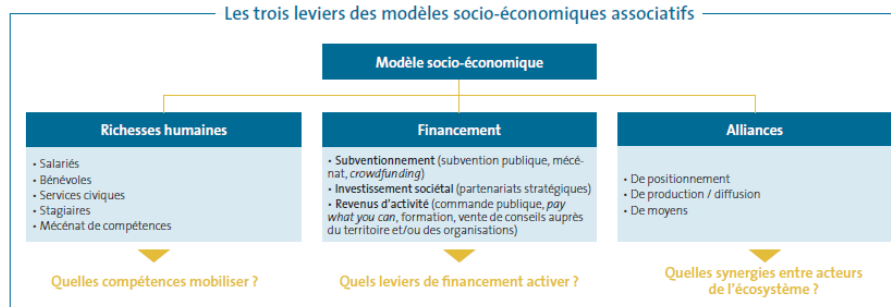 Les trois leviers des modèles socio-économiques associatifs
Modèle socio-économique
Richesses humaines
• Salariés
• Bénévoles
• Services civiques
• Stagiaires
• Mécénat de compétences
Quelles compétences mobiliser ?
Financement
• Subventionnement (subvention publique, mécé-
nat, crowdfunding)
• Investissement sociétal (partenariats stratégiques)
• Revenus d'activité (commande publique, pay
what you can, formation, vente de conseils auprès
du territoire et/ou des organisations)
Quels leviers de financement activer ?
Alliances
• De positionnement
• De production / diffusion
• De moyens
Quelles synergies entre acteurs
de l'écosystème ?